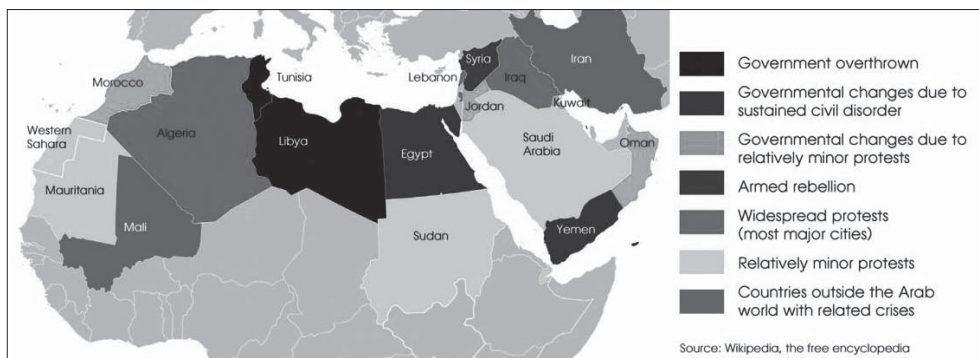 Morocco
Tunisia
Lebanon
Syria
Iraq
Iran
Jordan
Kuwait
Western
Sahara
Algeria
Libya
Egypt
Saudi
Arabia
Oman
Mauritania
Mali
Sudan
Yemen
Government overthrown
Governmental changes due to
sustained civil disorder
Governmental changes due to
relatively minor protests
Armed rebellion
Widespread protests
(most major cities)
Relatively minor protests
Countries outside the Arab
world with related crises
Source: Wikipedia, the free encyclopedia